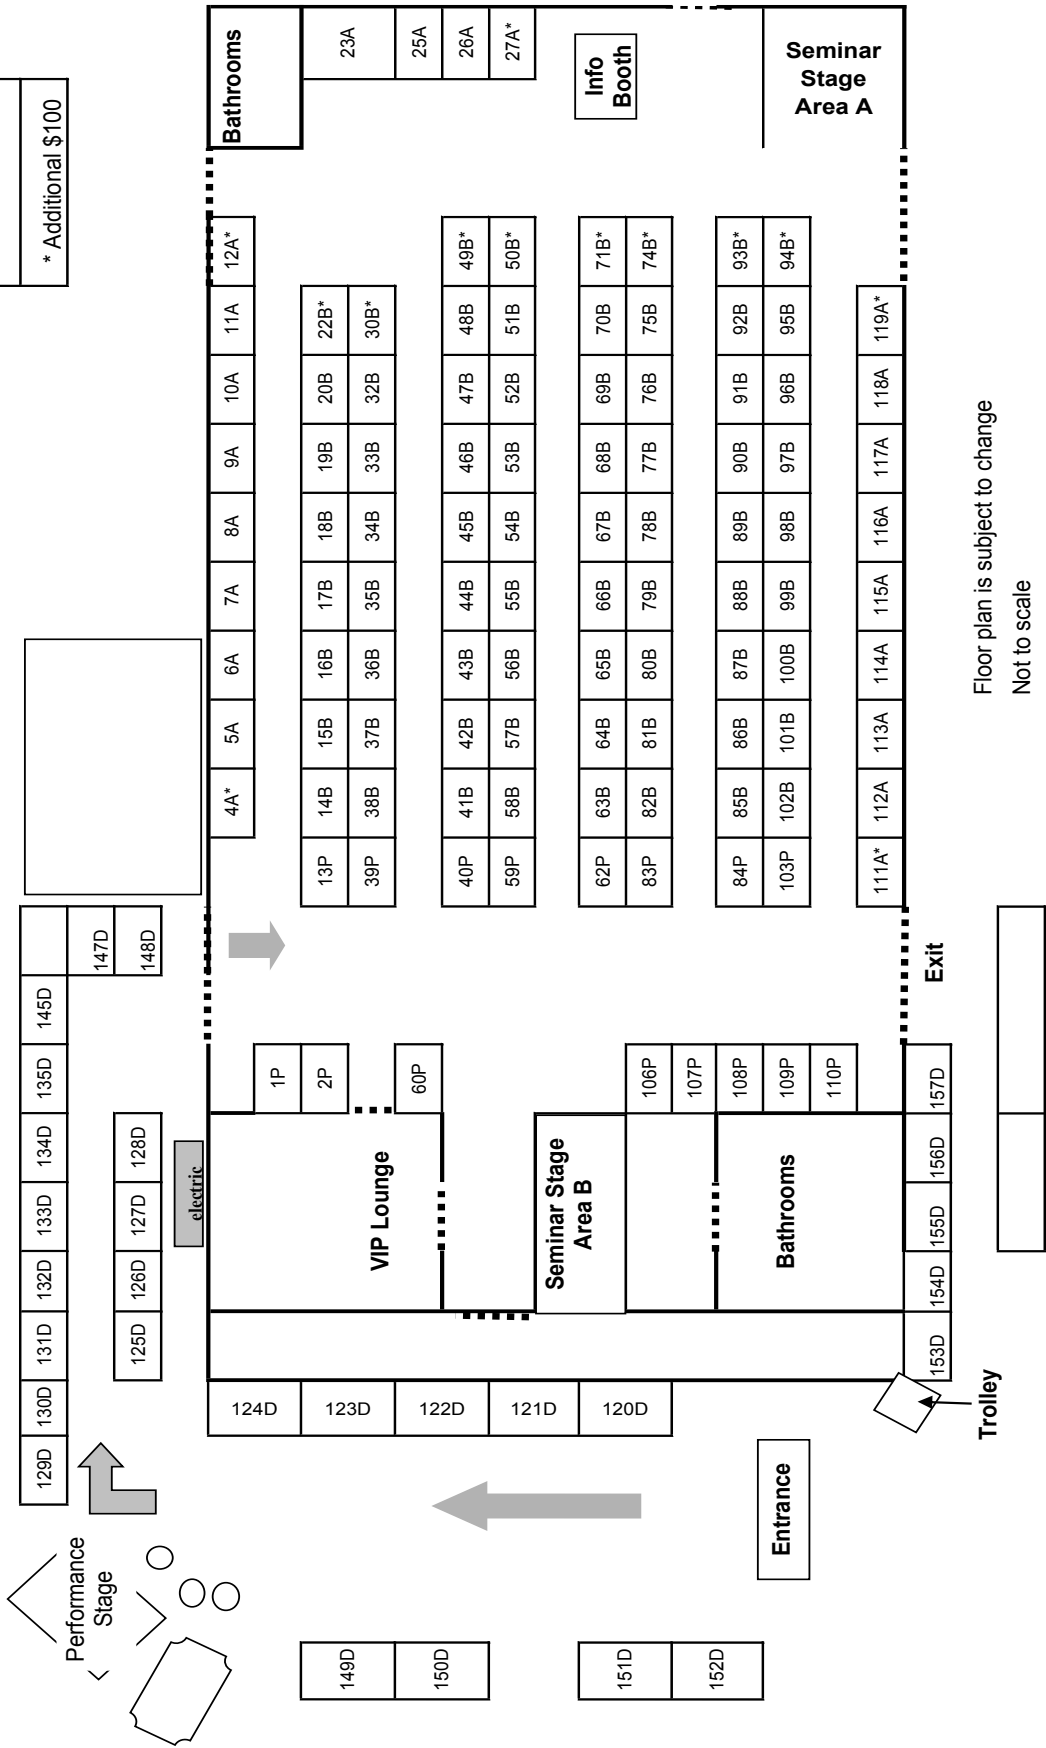 * Additional $100
Bathrooms
23A
25A
26A
27A*
Info
Booth
Seminar
Stage
Area A
4A*
5A
6A
7A
8A
9A
10A
11A
12A*
13P
14B
15B
16B
17B
18B
19B
20B
22B*
39P
38B
37B
36B
35B
34B
33B
32B
30B*
40P
41B
42B
43B
44B
45B
46B
47B
48B
49B*
59P
58B
57B
56B
55B
54B
53B
52B
51B
50B*
62P
63B
64B
65B
66B
67B
68B
69B
70B
71B*
83P
82B
81B
80B
79B
78B
77B
76B
75B
74B*
84P
85B
86B
87B
88B
89B
90B
91B
92B
93B*
103P
102B
101B
100B
99B
98B
97B
96B
95B
94B*
111A*
112A
113A
114A
115A
116A
117A
118A
119A*
Floor plan is subject to change
Not to scale
129D
130D
131D
132D
133D
134D
135D
145D
147D
148D
125D
126D
127D
128D
electric
1P
2P
60P
106P
107P
108P
109P
110P
Exit
VIP Lounge
Seminar Stage
Area B
Bathrooms
153D
154D
155D
156D
157D
124D
123D
122D
121D
120D
Trolley
Entrance
Performance
Stage
149D
150D
151D
152D